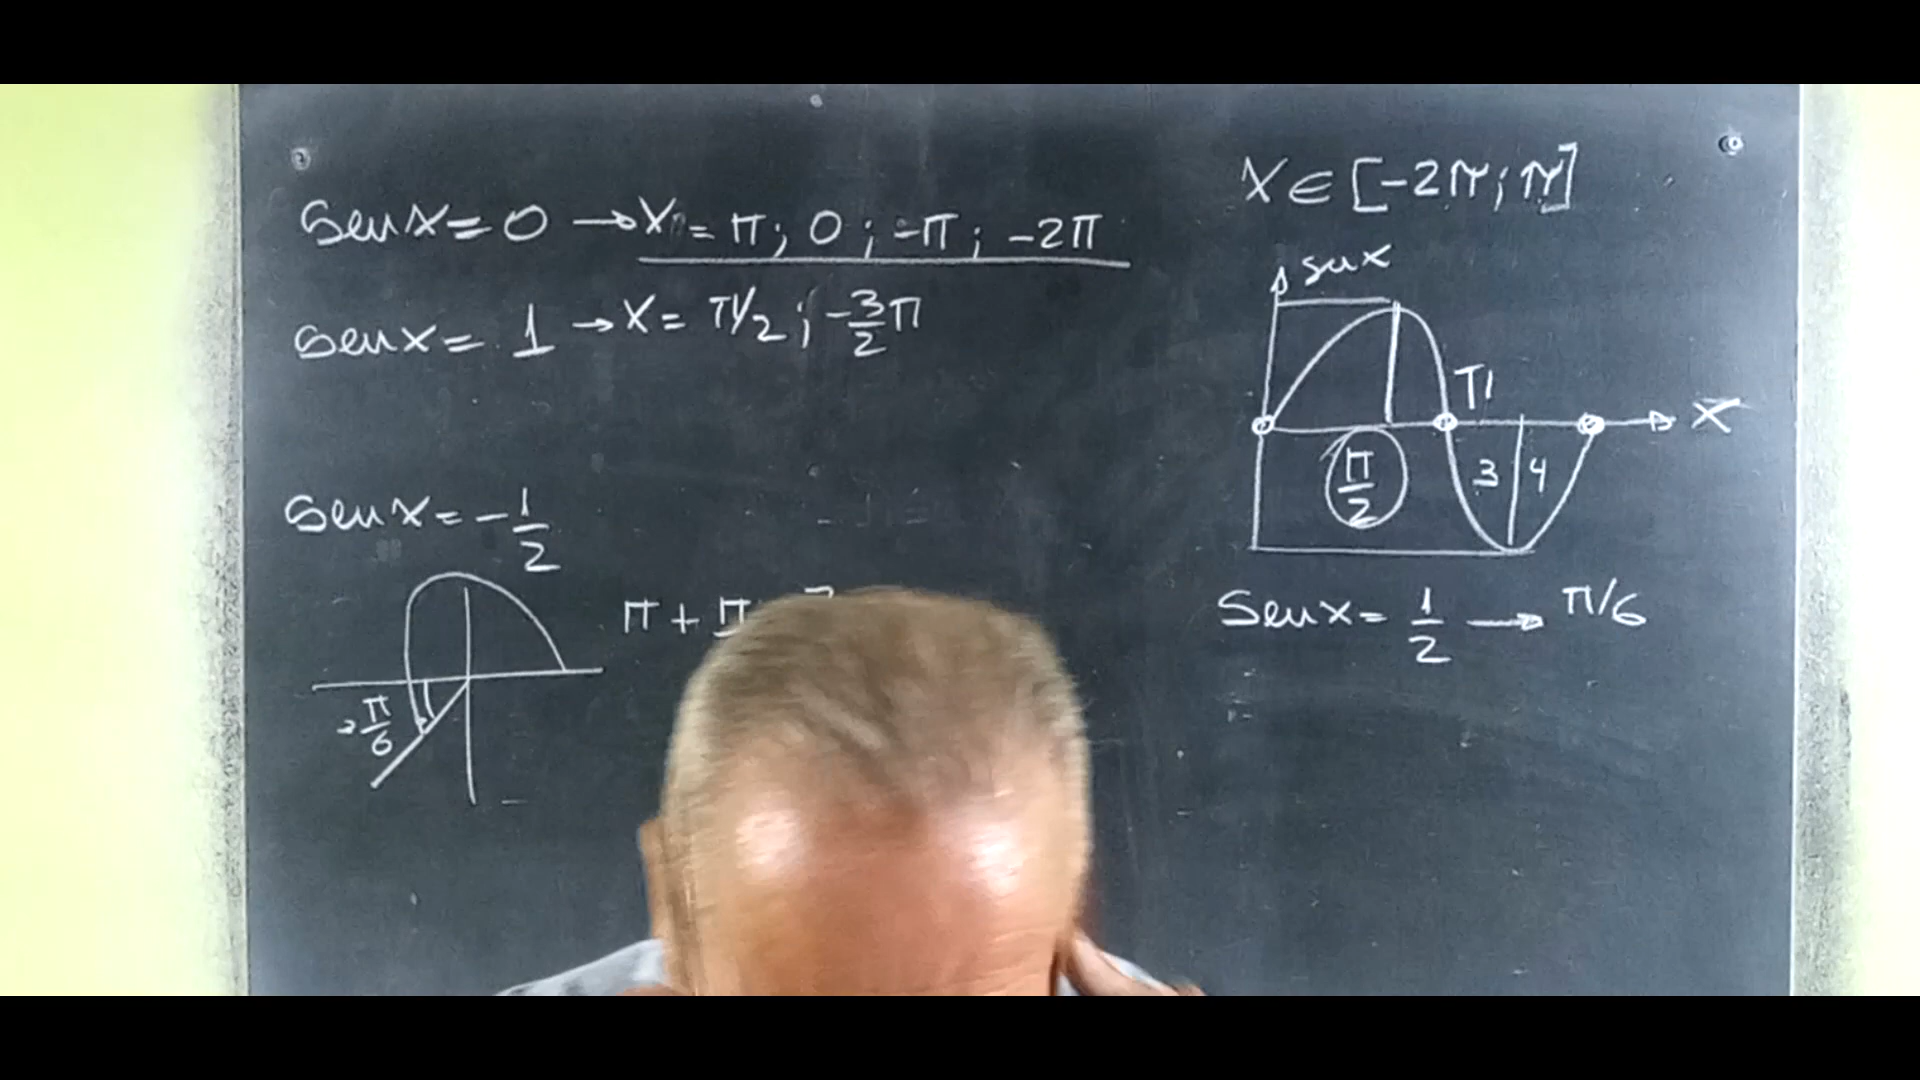 senx = 0 → x = π; 0; -π; -2π
senx = 1 → x = π/2; -3/2 π
senx = -1/2
π + π
π/6
x ∈ [-2π; π]
senx
π
x
π/2
3 4
Senx = 1/2 → π/6